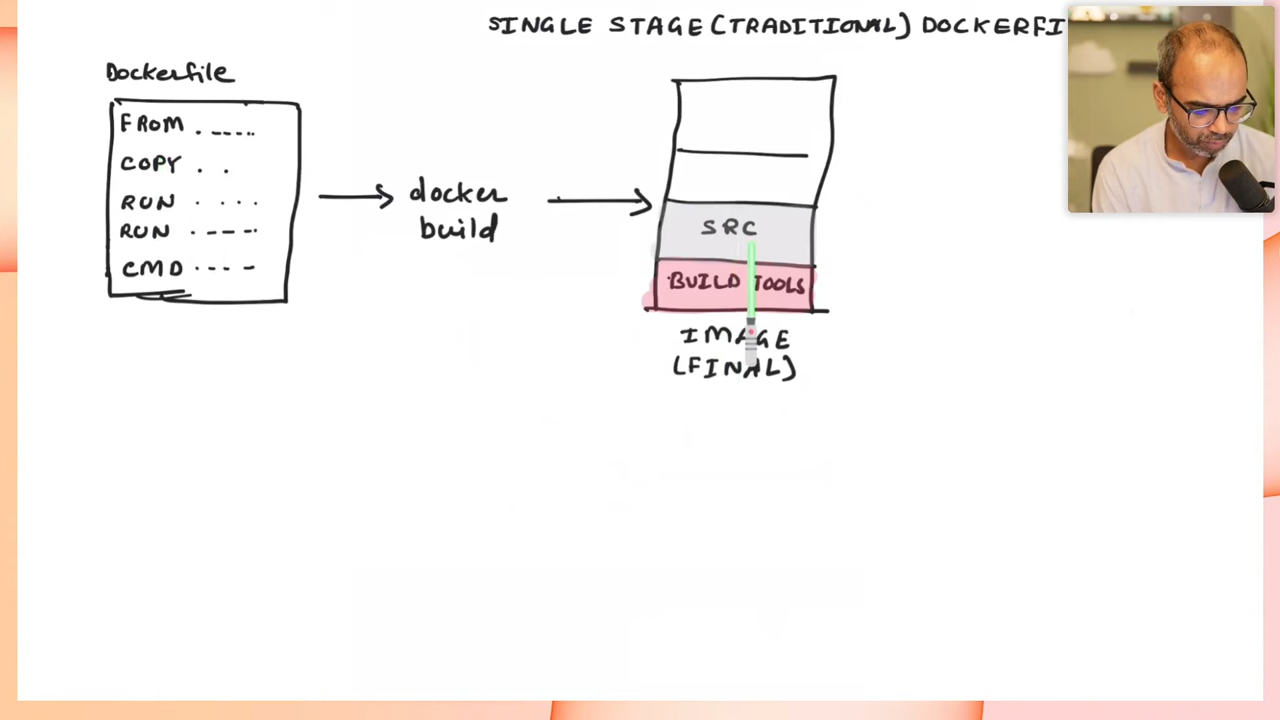 SINGLE STAGE (TRADITIONAL) DOCKERFI
Dockerfile
FROM . -----
COPY . .
RUN . . . .
RUN . ----
CMD . . . -
docker
build
SRC
BUILD TOOLS
IMAGE
(FINAL)